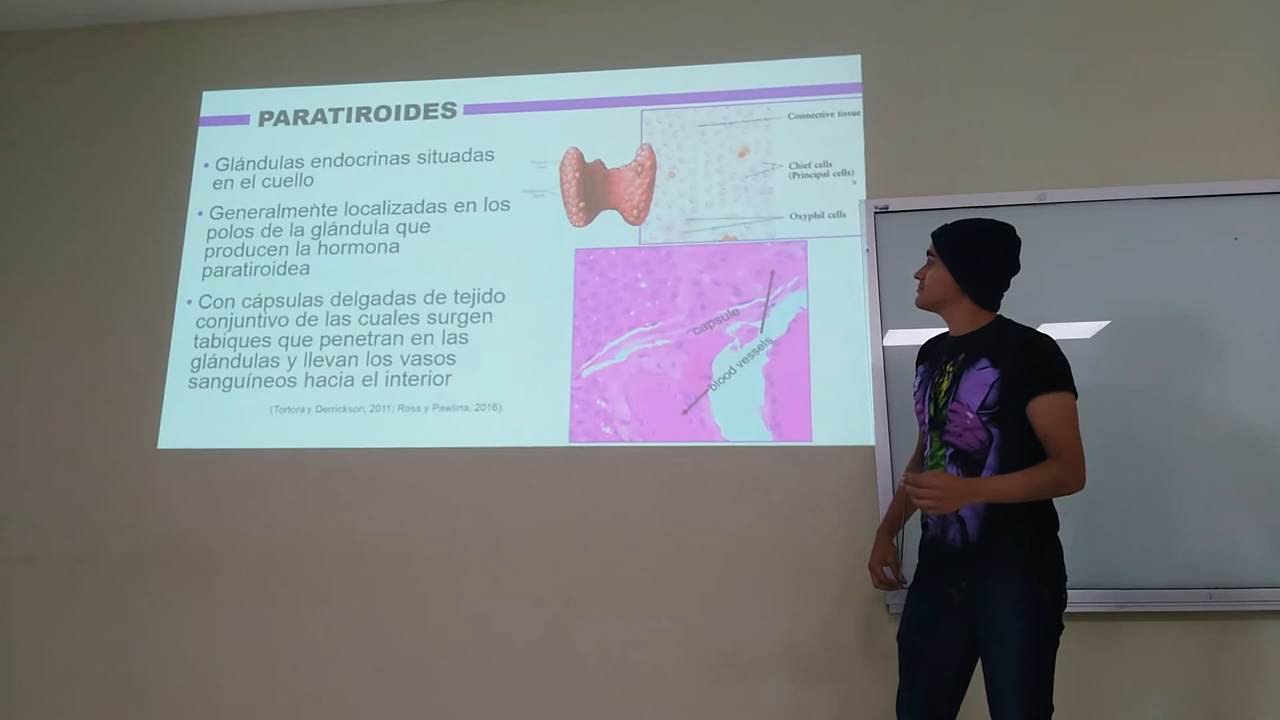 PARATIROIDES
• Glándulas endocrinas situadas
en el cuello
• Generalmente localizadas en los
polos de la glándula que
producen la hormona
paratiroidea
• Con cápsulas delgadas de tejido
conjuntivo de las cuales surgen
tabiques que penetran en las
glándulas y llevan los vasos
sanguíneos hacia el interior
(Tortora y Derrickson, 2011; Ross y Pawlina, 2016)
Connective tissue
Chief cells
(Principal cells)
Oxyphil cells
capsule
blood vessels